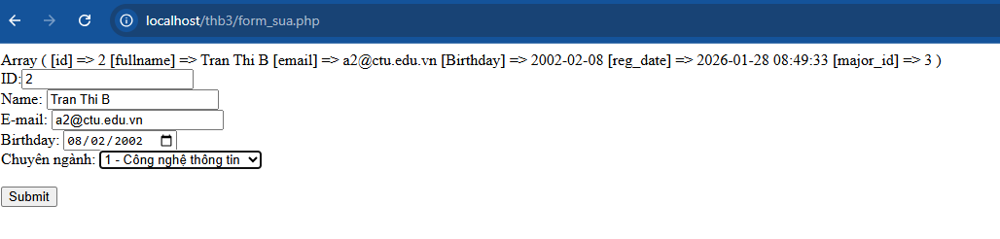 localhost/thb3/form_sua.php
Array ( [id] => 2 [fullname] => Tran Thi B [email] => a2@ctu.edu.vn [Birthday] => 2002-02-08 [reg_date] => 2026-01-28 08:49:33 [major_id] => 3 )
ID: 2
Name: Tran Thi B
E-mail: a2@ctu.edu.vn
Birthday: 08/02/2002
Chuyên ngành: 1 - Công nghệ thông tin
Submit